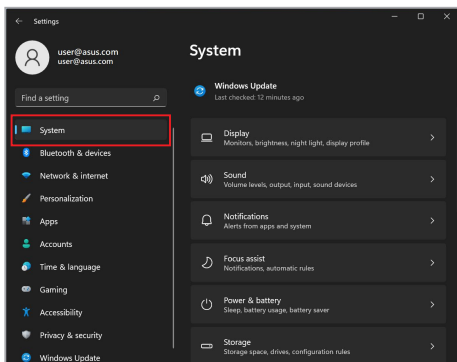 Settings
user@asus.com
user@asus.com
Find a setting
System
Bluetooth & devices
Network & internet
Personalization
Apps
Accounts
Time & language
Gaming
Accessibility
Privacy & security
Windows Update
System
Windows Update
Last checked: 12 minutes ago
Display
Monitors, brightness, night light, display profile
Sound
Volume levels, output, input, sound devices
Notifications
Alerts from apps and system
Focus assist
Notifications, automatic rules
Power & battery
Sleep, battery usage, battery saver
Storage
Storage space, drives, configuration rules